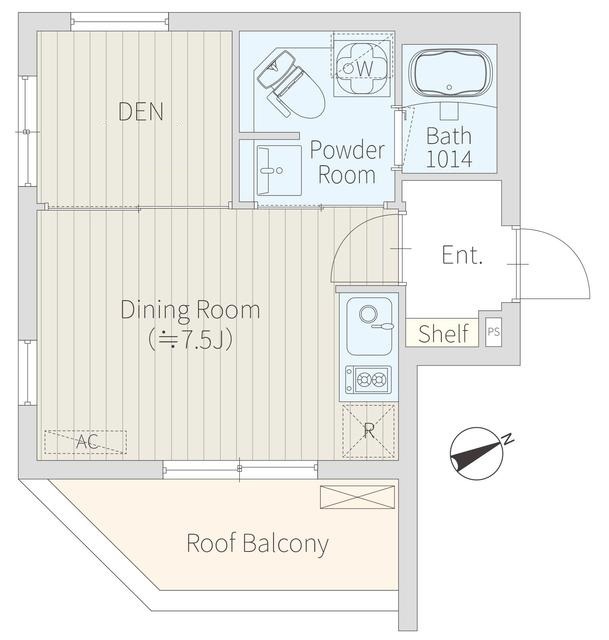 DEN
W
Powder
Room
Bath
1014
Ent.
Dining Room
(≒7.5J)
Shelf
PS
AC
R
N
Roof Balcony